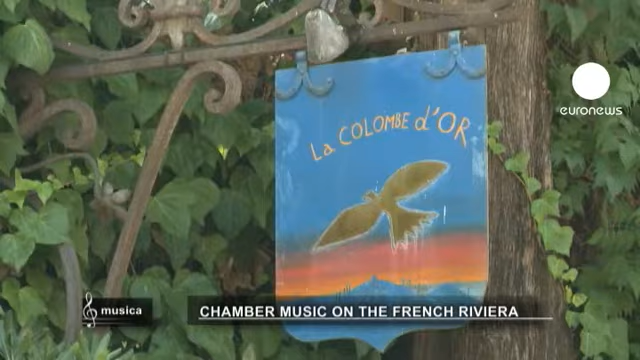 La COLOMBE d'OR
euronews
musica
CHAMBER MUSIC ON THE FRENCH RIVIERA